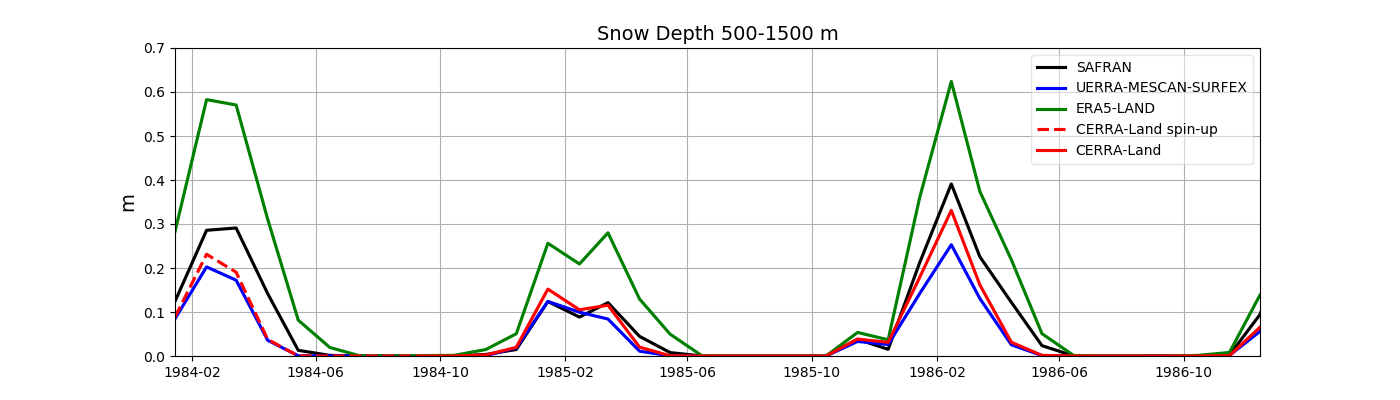 Snow Depth 500-1500 m
0.7
0.6
0.5
0.4
0.3
0.2
0.1
0.0
m
SAFRAN
UERRA-MESCAN-SURFEX
ERA5-LAND
CERRA-Land spin-up
CERRA-Land
1984-02 1984-06 1984-10 1985-02 1985-06 1985-10 1986-02 1986-06 1986-10